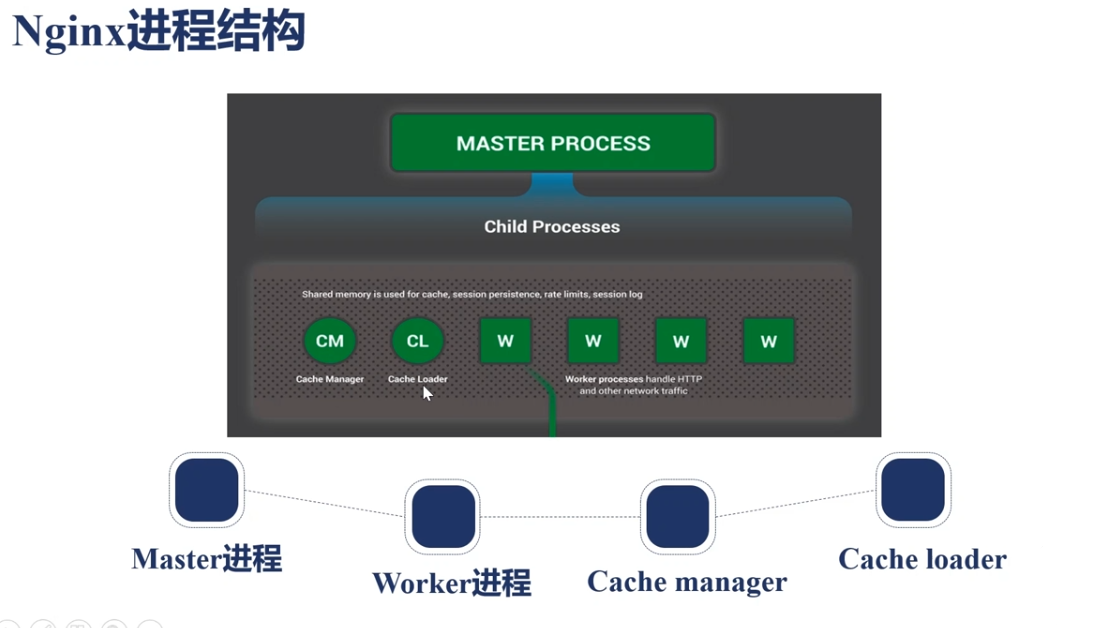 Nginx进程结构
MASTER PROCESS
Child Processes
Shared memory is used for cache, session persistence, rate limits, session log
CM
CL
W
W
W
W
Cache Manager
Cache Loader
Worker processes handle HTTP
and other network traffic
Master进程
Worker进程
Cache manager
Cache loader